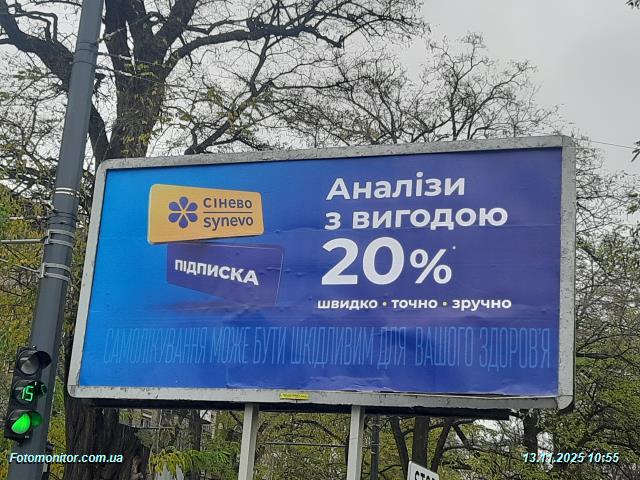 Аналізи
з вигодою
20%*
швидко • точно • зручно
СІНЕВО
synevo
ПІДПИСКА
САМОЛІКУВАННЯ МОЖЕ БУТИ ШКІДЛИВИМ ДЛЯ ВАШОГО ЗДОРОВ'Я
15
Fotomonitor.com.ua
13.11.2025 10:55